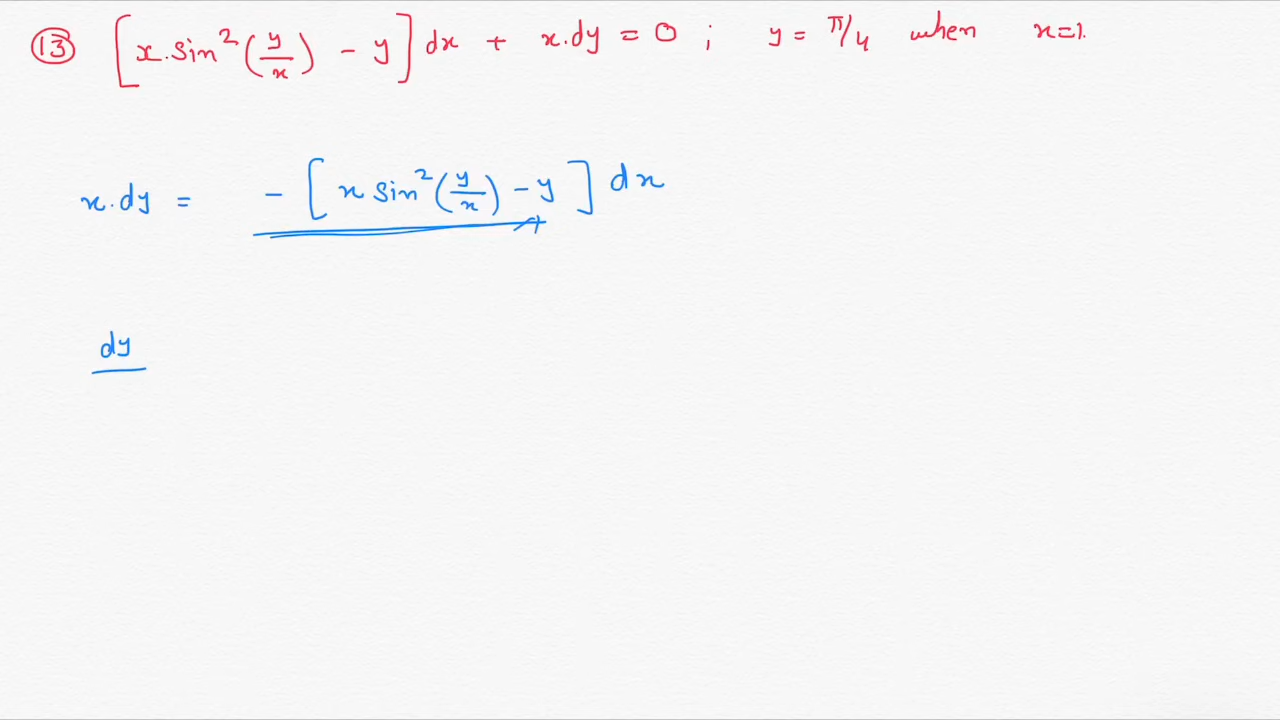 (13) [x.sin²(y/x) - y] dx + x.dy = 0 ; y = π/4 when x=1.
x.dy = - [x sin²(y/x) - y] dx
dy